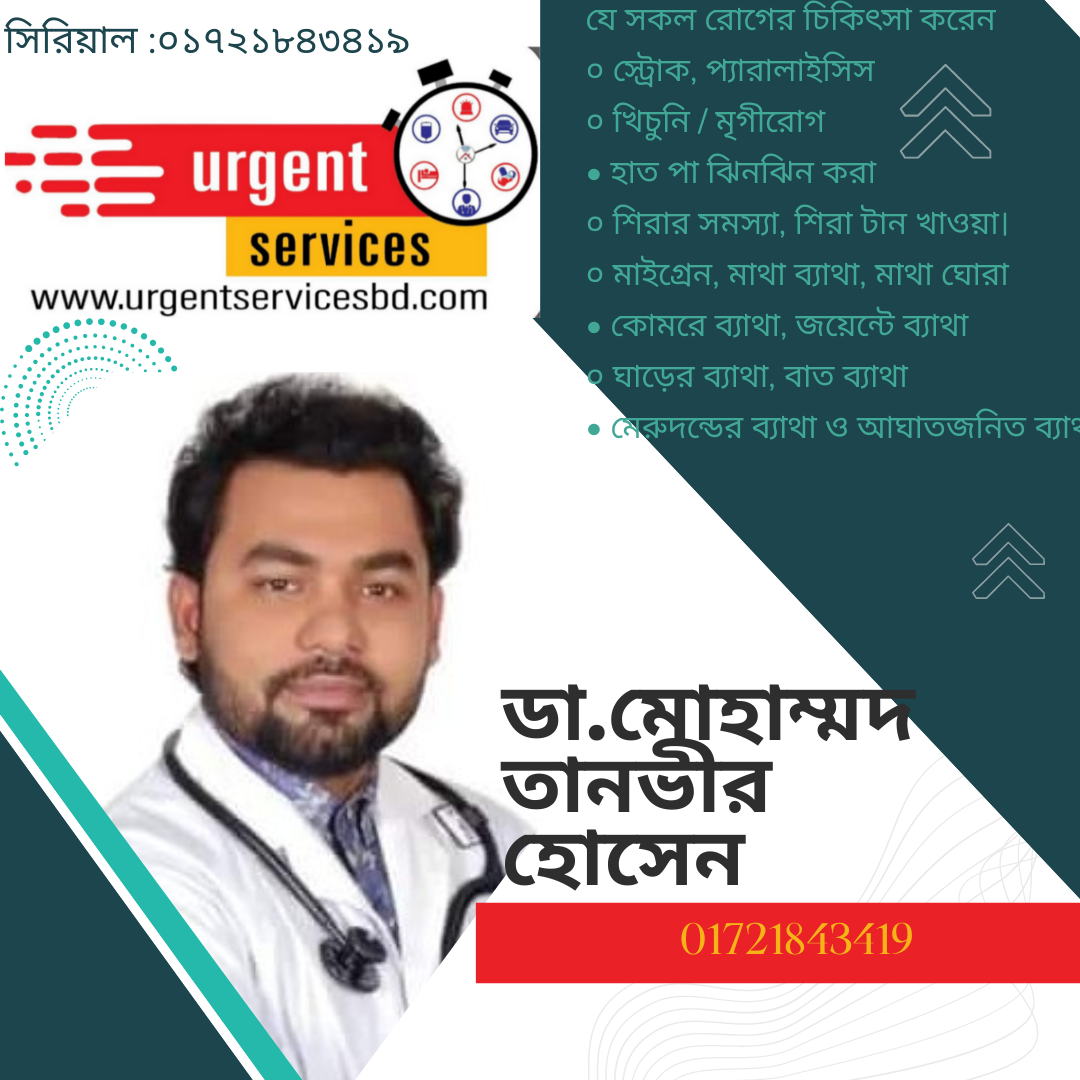 সিরিয়াল :০১৭২১৮৪৩৪১৯
urgent
services
www.urgentservicesbd.com
যে সকল রোগের চিকিৎসা করেন
০ স্ট্রোক, প্যারালাইসিস
০ খিচুনি / মৃগীরোগ
• হাত পা ঝিনঝিন করা
০ শিরার সমস্যা, শিরা টান খাওয়া।
০ মাইগ্রেন, মাথা ব্যাথা, মাথা ঘোরা
• কোমরে ব্যাথা, জয়েন্টে ব্যাথা
০ ঘাড়ের ব্যাথা, বাত ব্যাথা
• মেরুদন্ডের ব্যাথা ও আঘাতজনিত
ডা.মোহাম্মদ
তানভীর
হোসেন
01721843419